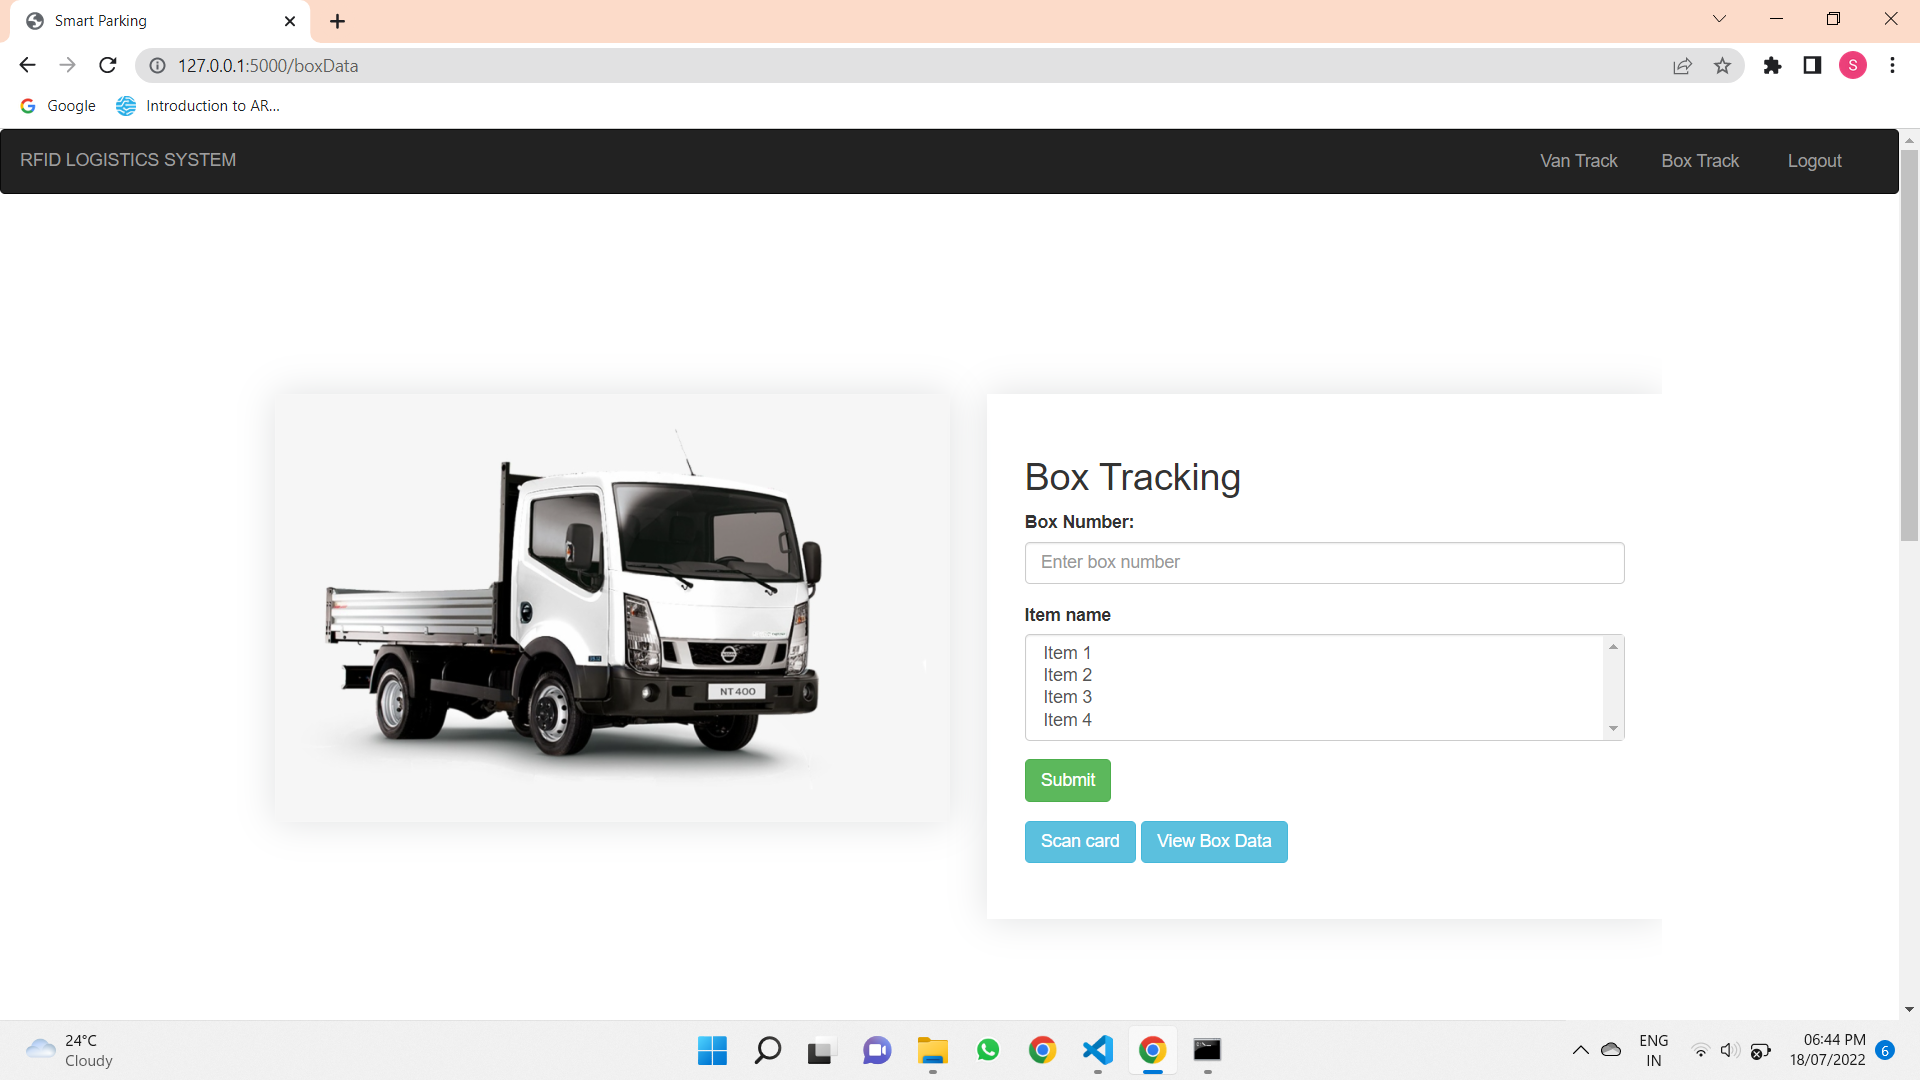 Smart Parking
127.0.0.1:5000/boxData
S
Google
Introduction to AR...
RFID LOGISTICS SYSTEM
Van Track
Box Track
Logout
NT 400
Box Tracking
Box Number:
Enter box number
Item name
Item 1
Item 2
Item 3
Item 4
Submit
Scan card
View Box Data
24°C
Cloudy
ENG
IN
06:44 PM
18/07/2022
6